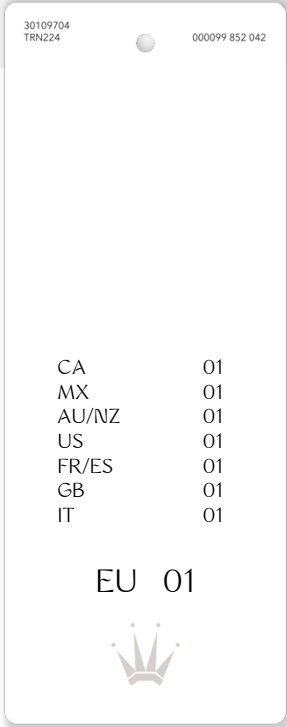 30109704
TRN224
000099 852 042
CA 01
MX 01
AU/NZ 01
US 01
FR/ES 01
GB 01
IT 01
EU 01